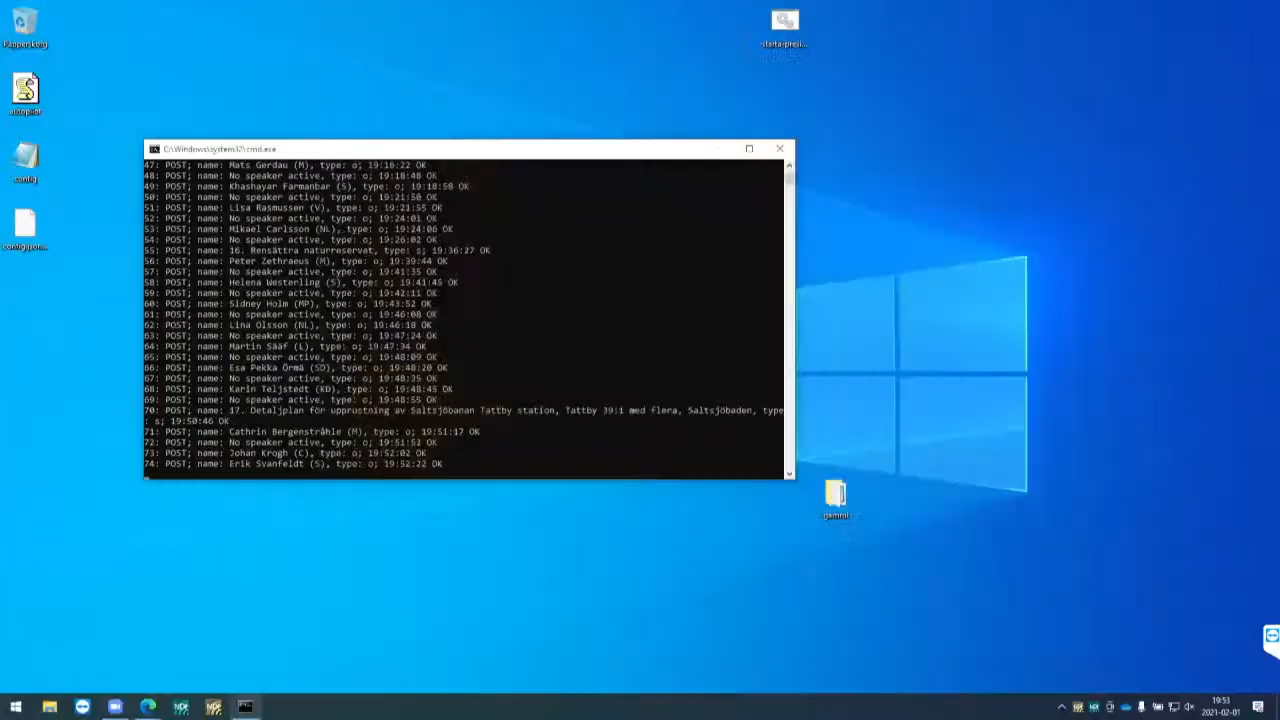 Papperskorg
starta-presi...
autopilot
config
config.json...
C:\Windows\system32\cmd.exe
47: POST; name: Mats Gerdau (M), type: o; 19:16:22 OK
48: POST; name: No speaker active, type: o; 19:18:48 OK
49: POST; name: Khashayar Farmanbar (S), type: o; 19:18:58 OK
50: POST; name: No speaker active, type: o; 19:21:50 OK
51: POST; name: Lisa Rasmussen (V), type: o; 19:21:55 OK
52: POST; name: No speaker active, type: o; 19:24:01 OK
53: POST; name: Mikael Carlsson (NL), type: o; 19:24:06 OK
54: POST; name: No speaker active, type: o; 19:26:02 OK
55: POST; name: 16. Rensättra naturreservat, type: s; 19:36:27 OK
56: POST; name: Peter Zethraeus (M), type: o; 19:39:44 OK
57: POST; name: No speaker active, type: o; 19:41:35 OK
58: POST; name: Helena Westerling (S), type: o; 19:41:45 OK
59: POST; name: No speaker active, type: o; 19:42:11 OK
60: POST; name: Sidney Holm (MP), type: o; 19:43:52 OK
61: POST; name: No speaker active, type: o; 19:46:08 OK
62: POST; name: Lina Olsson (NL), type: o; 19:46:18 OK
63: POST; name: No speaker active, type: o; 19:47:24 OK
64: POST; name: Martin Sääf (L), type: o; 19:47:34 OK
65: POST; name: No speaker active, type: o; 19:48:09 OK
66: POST; name: Esa Pekka Örmä (SD), type: o; 19:48:20 OK
67: POST; name: No speaker active, type: o; 19:48:35 OK
68: POST; name: Karin Teljstedt (KD), type: o; 19:48:45 OK
69: POST; name: No speaker active, type: o; 19:48:55 OK
70: POST; name: 17. Detaljplan för upprustning av Saltsjöbanan Tattby station, Tattby 39:1 med flera, Saltsjöbaden, type
: s; 19:50:46 OK
71: POST; name: Cathrin Bergenstråhle (M), type: o; 19:51:17 OK
72: POST; name: No speaker active, type: o; 19:51:52 OK
73: POST; name: Johan Krogh (C), type: o; 19:52:02 OK
74: POST; name: Erik Svanfeldt (S), type: o; 19:52:22 OK
gamml
NDI NDI
19:53
2021-02-01